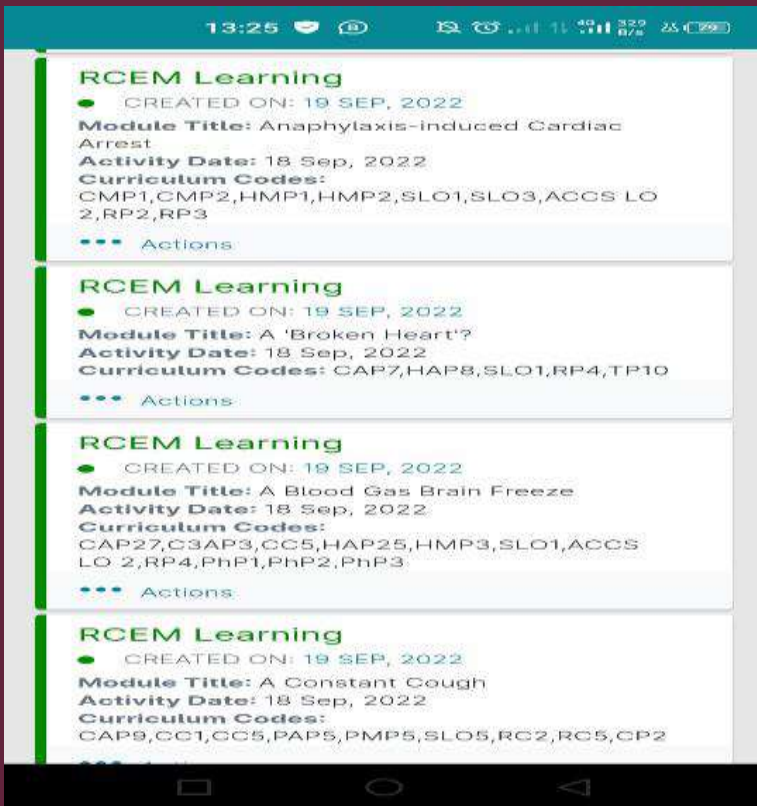 13:25
4G 329 B/s 29
RCEM Learning
CREATED ON: 19 SEP, 2022
Module Title: Anaphylaxis-induced Cardiac
Arrest
Activity Date: 18 Sep, 2022
Curriculum Codes:
CMP1,CMP2,HMP1,HMP2,SLO1,SLO3,ACCS LO
2,RP2,RP3
••• Actions
RCEM Learning
CREATED ON: 19 SEP, 2022
Module Title: A 'Broken Heart'?
Activity Date: 18 Sep, 2022
Curriculum Codes: CAP7,HAP8,SLO1,RP4,TP10
••• Actions
RCEM Learning
CREATED ON: 19 SEP, 2022
Module Title: A Blood Gas Brain Freeze
Activity Date: 18 Sep, 2022
Curriculum Codes:
CAP27,C3AP3,CC5,HAP25,HMP3,SLO1,ACCS
LO 2,RP4,PhP1,PhP2,PhP3
••• Actions
RCEM Learning
CREATED ON: 19 SEP, 2022
Module Title: A Constant Cough
Activity Date: 18 Sep, 2022
Curriculum Codes:
CAP9,CC1,CC5,PAP5,PMP5,SLO5,RC2,RC5,CP2